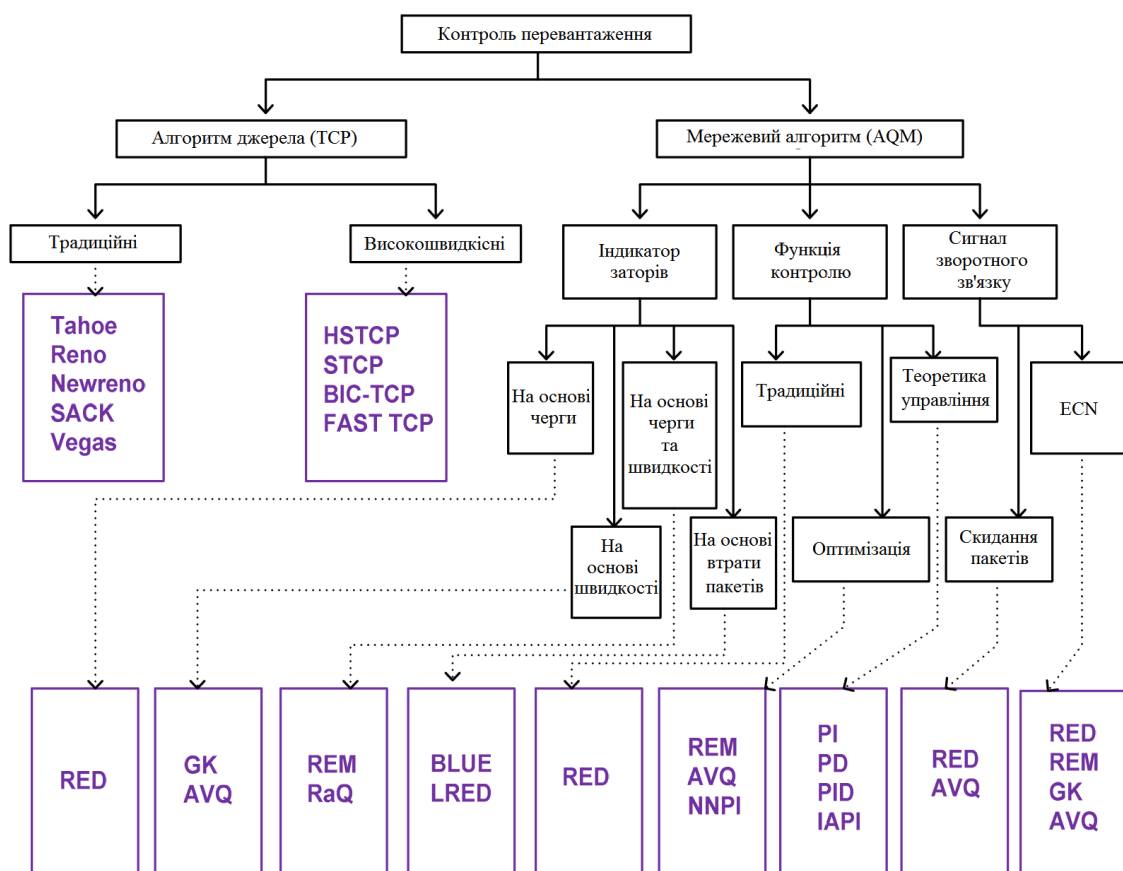 Контроль перевантаження
Алгоритм джерела (TCP)
Мережевий алгоритм (AQM)
Традиційні
Високошвидкісні
Індикатор
заторів
Функція
контролю
Сигнал
зворотного
зв'язку
Tahoe
Reno
Newreno
SACK
Vegas
HSTCP
STCP
BIC-TCP
FAST TCP
На основі
черги
На основі
черги
та
швидкості
Традиційні
Теоретика
управління
ECN
На
основі
швидкості
На основі
втрати
пакетів
Оптимізація
Скидання
пакетів
RED
GK
AVQ
REM
RaQ
BLUE
LRED
RED
REM
AVQ
NNPI
PI
PD
PID
IAPI
RED
AVQ
RED
REM
GK
AVQ